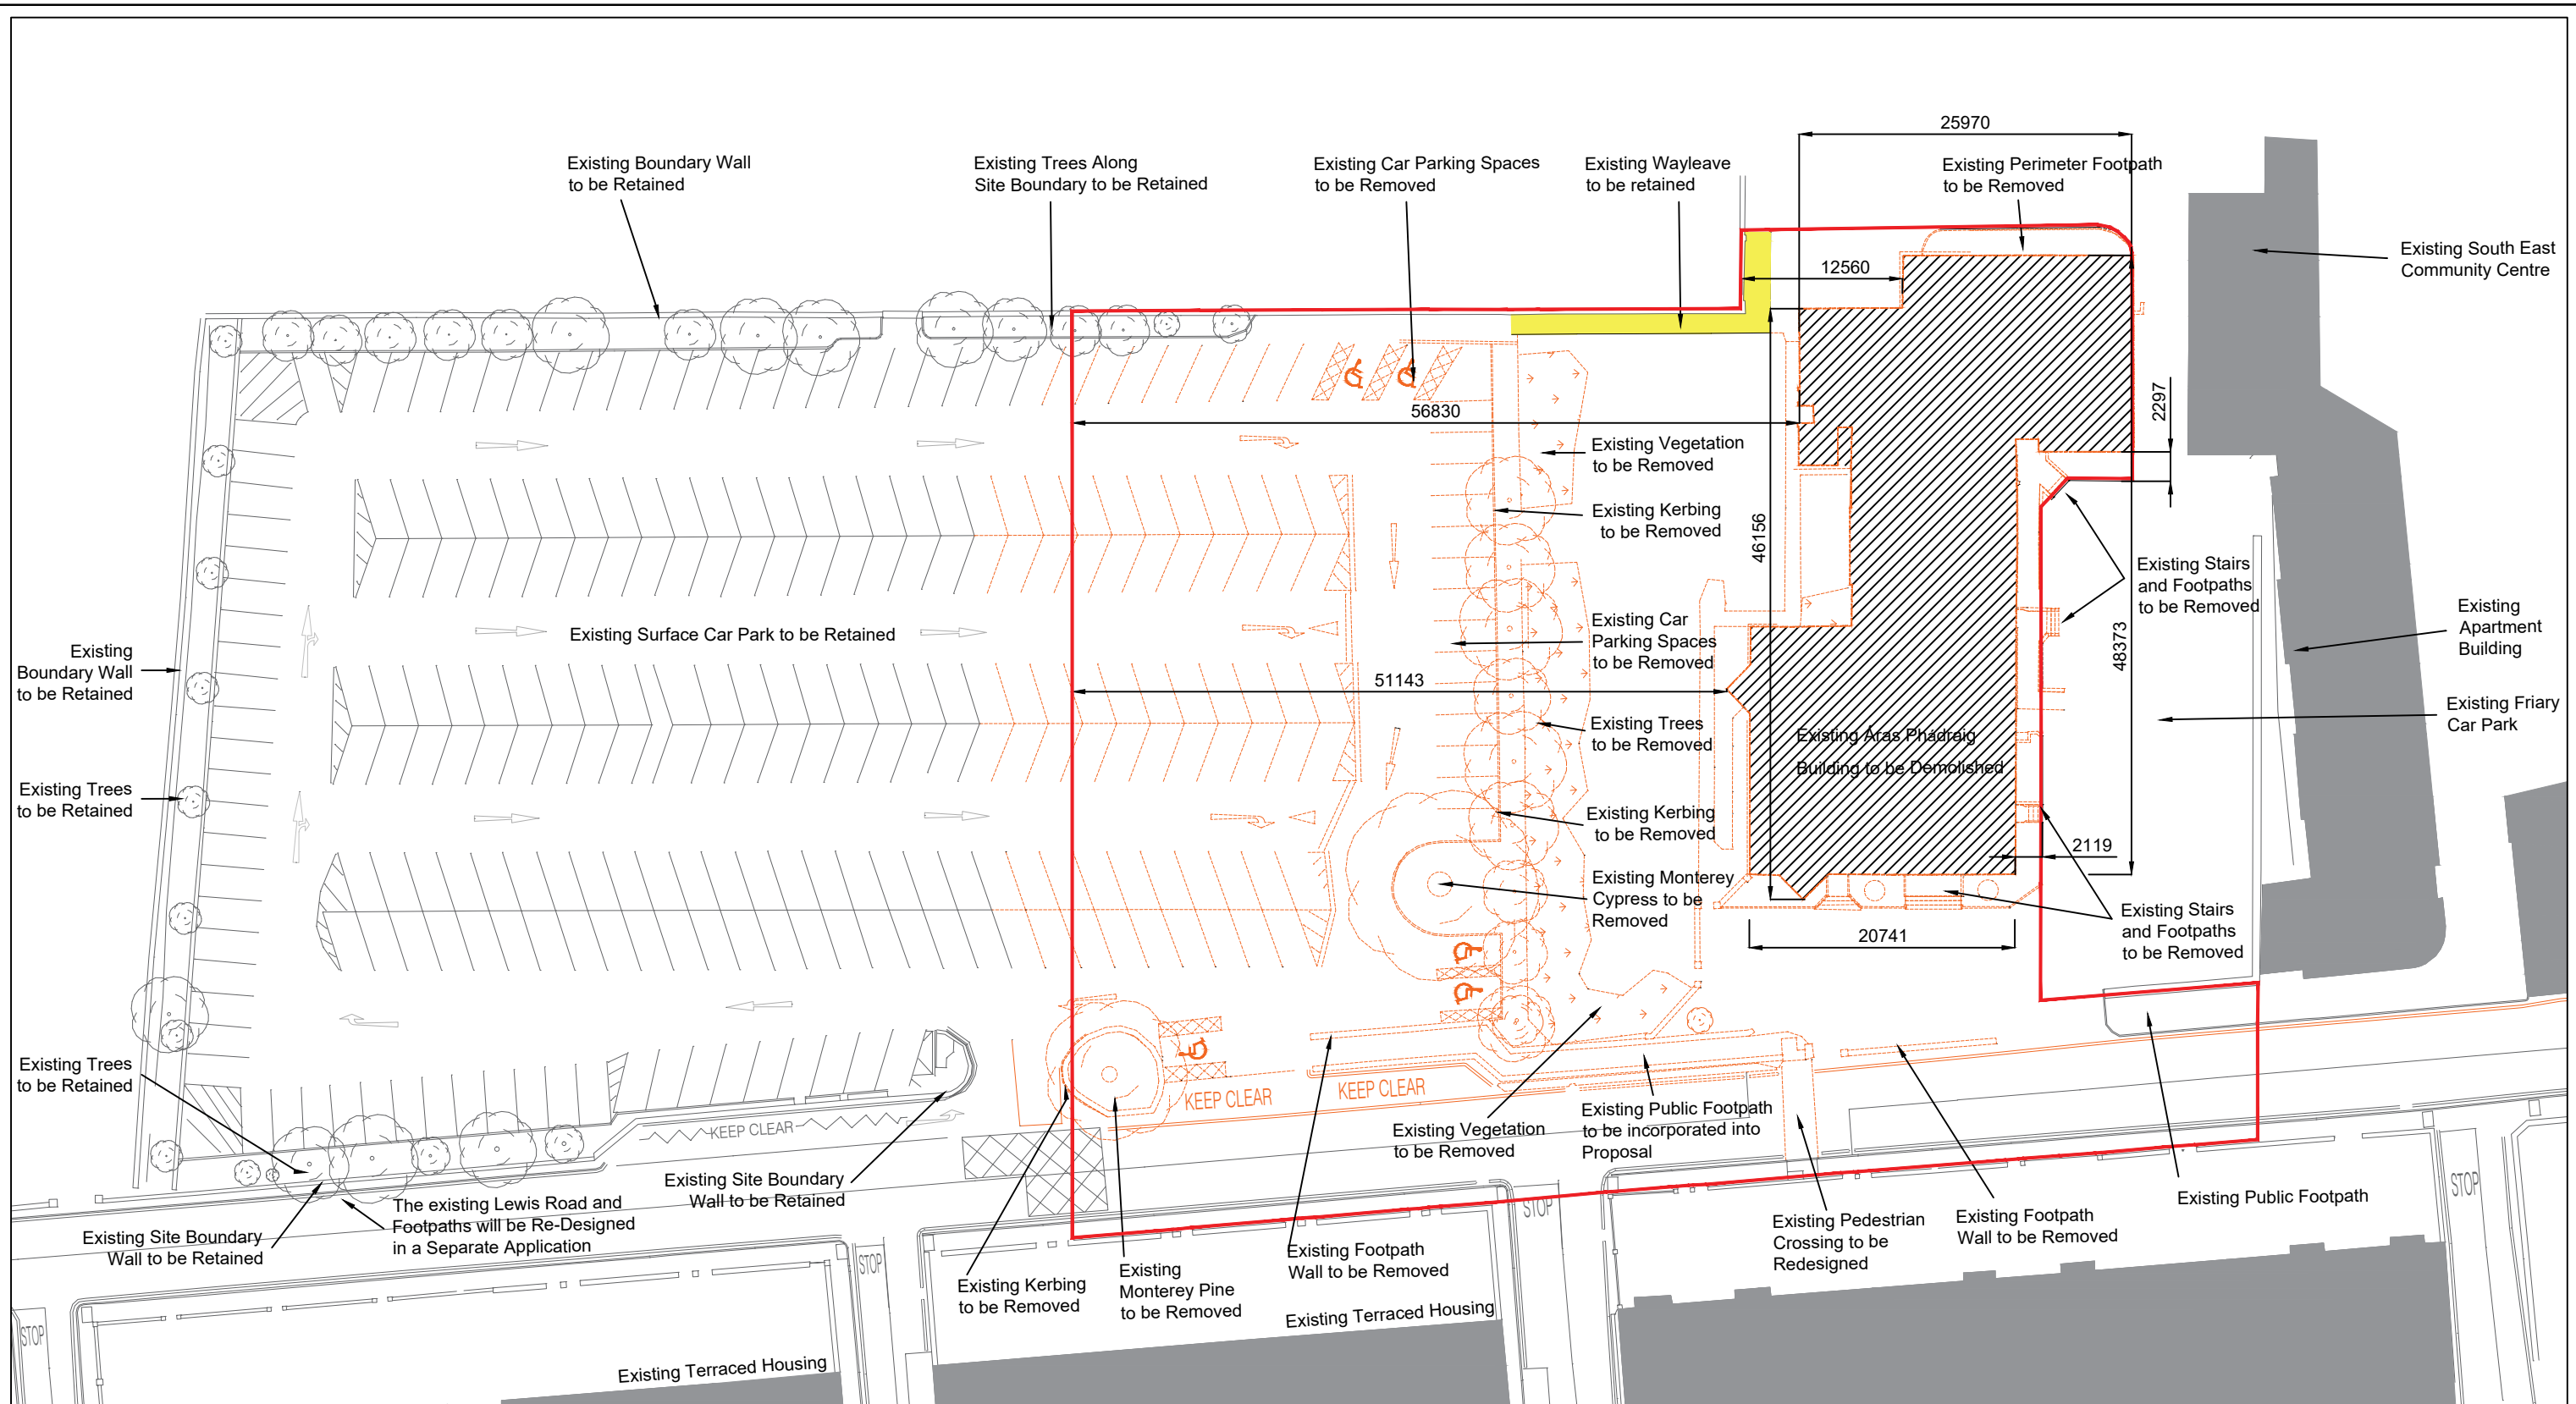 25970
Existing Boundary Wall
to be Retained
Existing Trees Along
Site Boundary to be Retained
Existing Car Parking Spaces
to be Removed
Existing Wayleave
to be retained
Existing Perimeter Footpath
to be Removed
Existing South East
Community Centre
12560
56830
2297
Existing Vegetation
to be Removed
Existing Kerbing
to be Removed
46156
Existing Stairs
and Footpaths
to be Removed
Existing
Apartment
Building
Existing Surface Car Park to be Retained
Existing Car
Parking Spaces
to be Removed
48373
Existing
Boundary Wall
to be Retained
51143
Existing Trees
to be Removed
Existing Áras Phádraig
Building to be Demolished
Existing Friary
Car Park
Existing Trees
to be Retained
Existing Kerbing
to be Removed
2119
Existing Monterey
Cypress to be
Removed
20741
Existing Stairs
and Footpaths
to be Removed
Existing Trees
to be Retained
KEEP CLEAR
KEEP CLEAR
KEEP CLEAR
Existing Vegetation
to be Removed
Existing Public Footpath
to be incorporated into
Proposal
Existing Site Boundary
Wall to be Retained
The existing Lewis Road and
Footpaths will be Re-Designed
in a Separate Application
Existing Site Boundary
Wall to be Retained
STOP
STOP
STOP
STOP
Existing Public Footpath
Existing Pedestrian
Crossing to be
Redesigned
Existing Footpath
Wall to be Removed
Existing Footpath
Wall to be Removed
Existing Kerbing
to be Removed
Existing
Monterey Pine
to be Removed
Existing Terraced Housing
Existing Terraced Housing